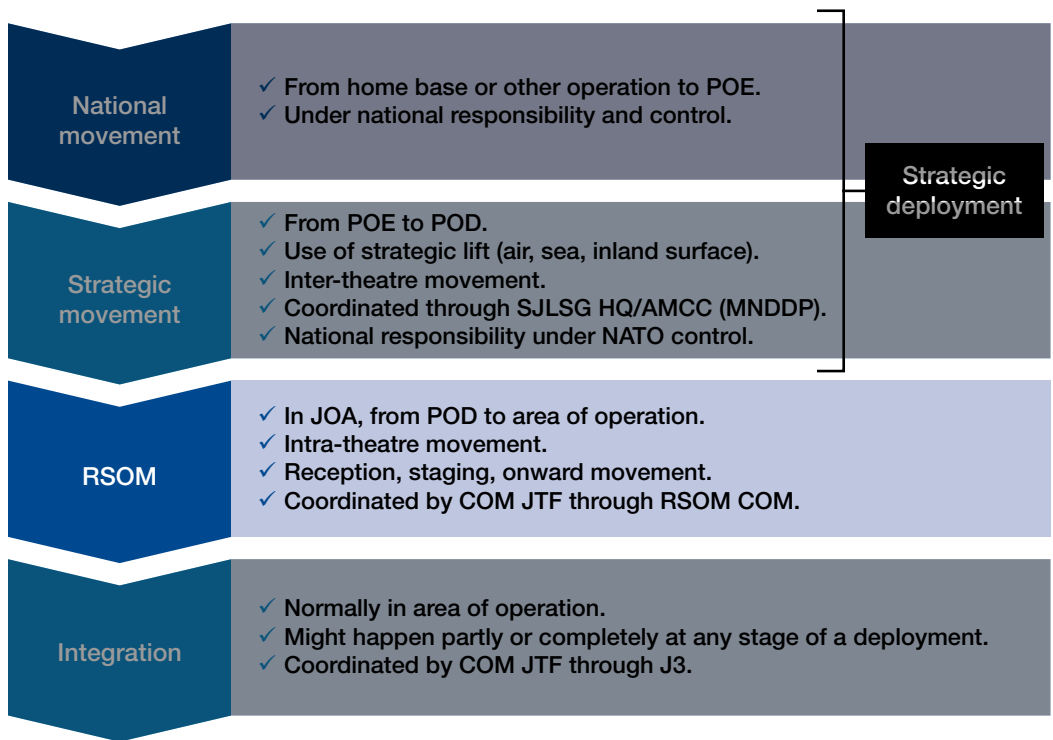 National
movement
✓ From home base or other operation to POE.
✓ Under national responsibility and control.
Strategic
deployment
Strategic
movement
✓ From POE to POD.
✓ Use of strategic lift (air, sea, inland surface).
✓ Inter-theatre movement.
✓ Coordinated through SJLSG HQ/AMCC (MNDDP).
✓ National responsibility under NATO control.
RSOM
✓ In JOA, from POD to area of operation.
✓ Intra-theatre movement.
✓ Reception, staging, onward movement.
✓ Coordinated by COM JTF through RSOM COM.
Integration
✓ Normally in area of operation.
✓ Might happen partly or completely at any stage of a deployment.
✓ Coordinated by COM JTF through J3.